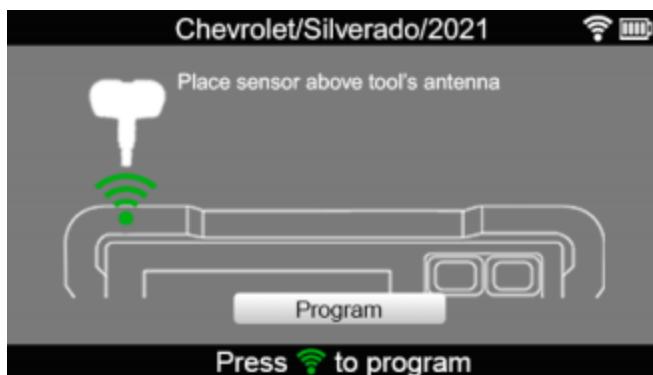 Chevrolet/Silverado/2021
Place sensor above tool's antenna
Program
Press to program